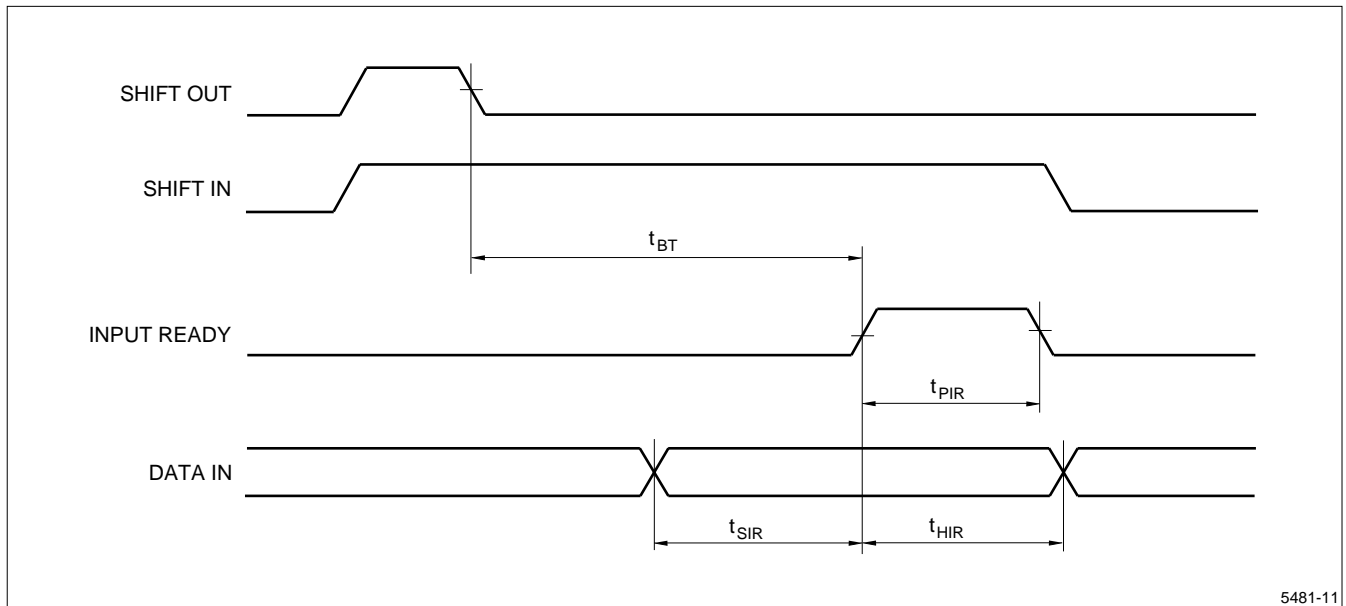 SHIFT OUT
SHIFT IN
tBT
INPUT READY
tPIR
DATA IN
tSIR
tHIR
5481-11